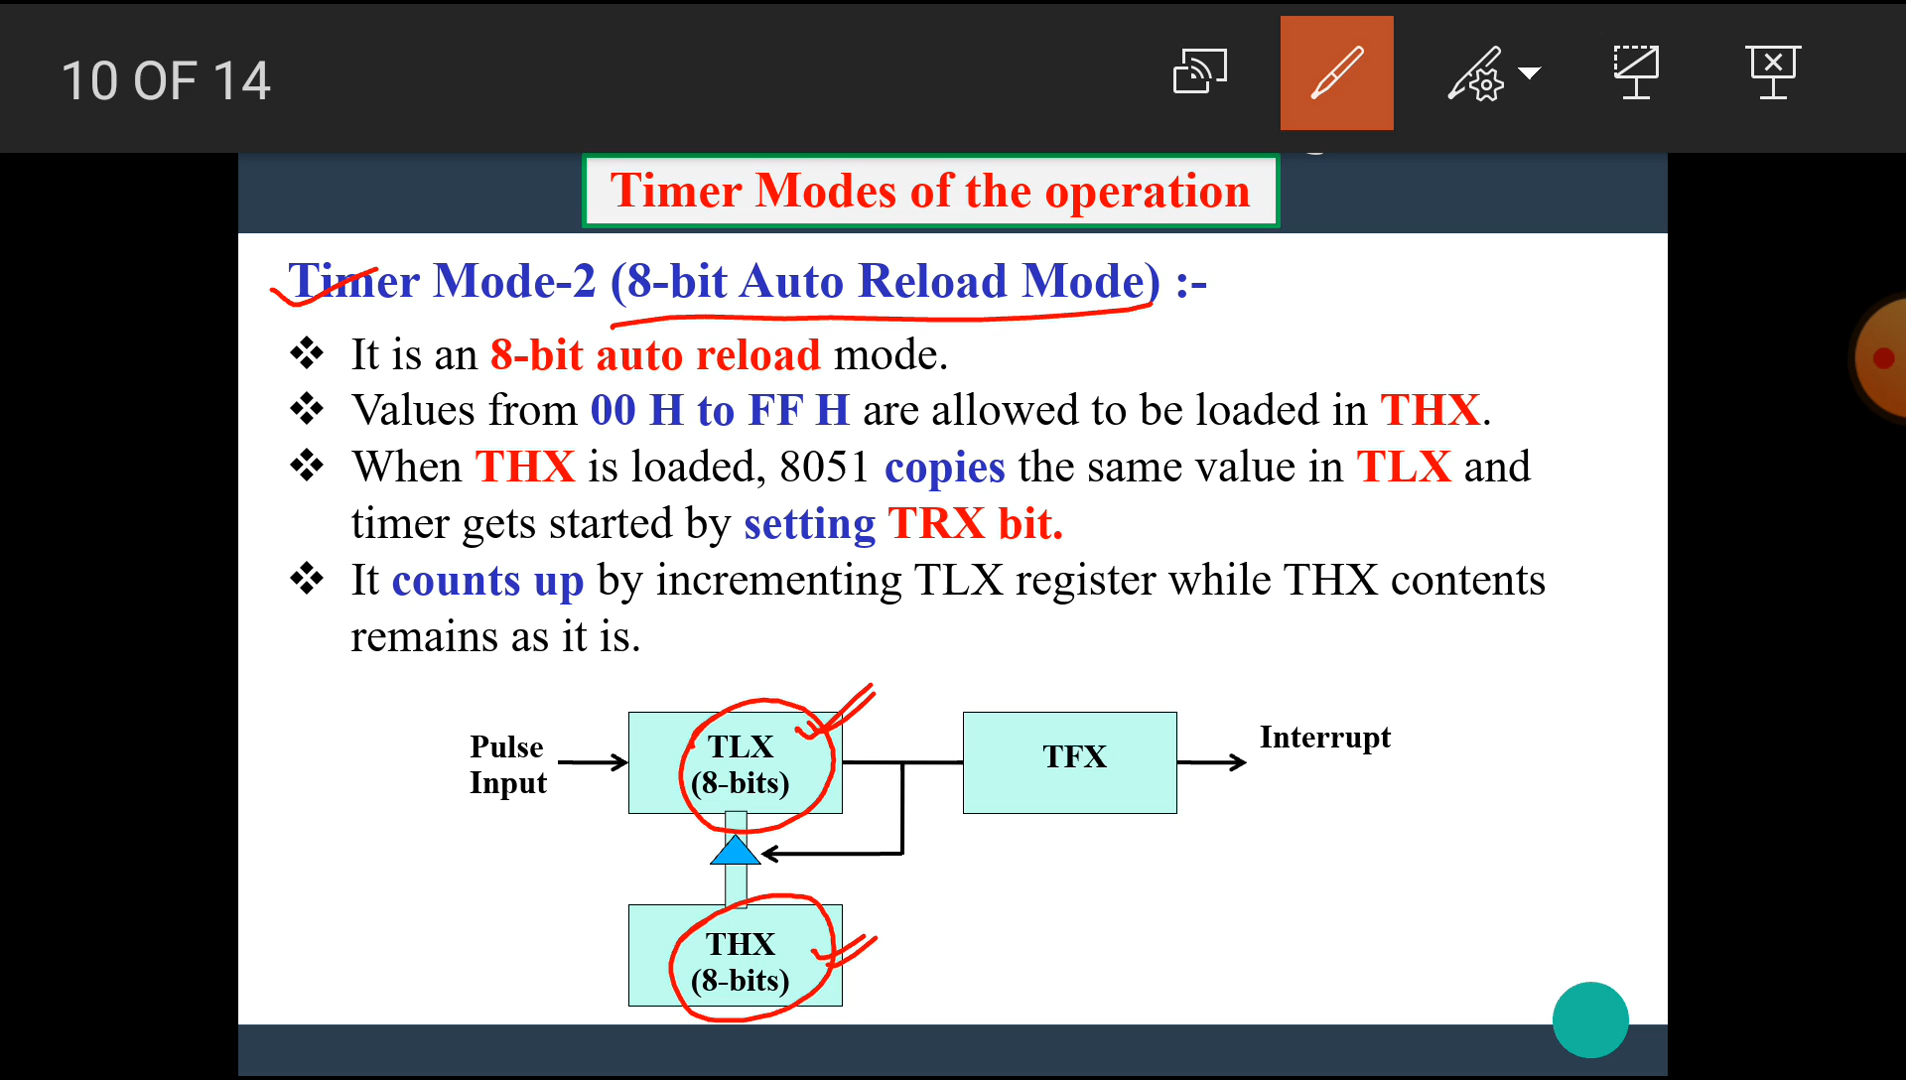 10 OF 14
Timer Modes of the operation
Timer Mode-2 (8-bit Auto Reload Mode) :-
❖ It is an 8-bit auto reload mode.
❖ Values from 00 H to FF H are allowed to be loaded in THX.
❖ When THX is loaded, 8051 copies the same value in TLX and
timer gets started by setting TRX bit.
❖ It counts up by incrementing TLX register while THX contents
remains as it is.
Pulse
Input
TLX
(8-bits)
TFX
Interrupt
THX
(8-bits)